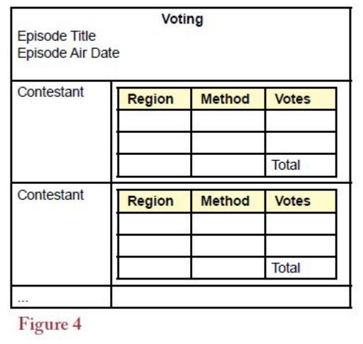 Voting
Episode Title
Episode Air Date
Contestant
Region Method Votes
Total
Contestant
Region Method Votes
Total
...
Figure 4